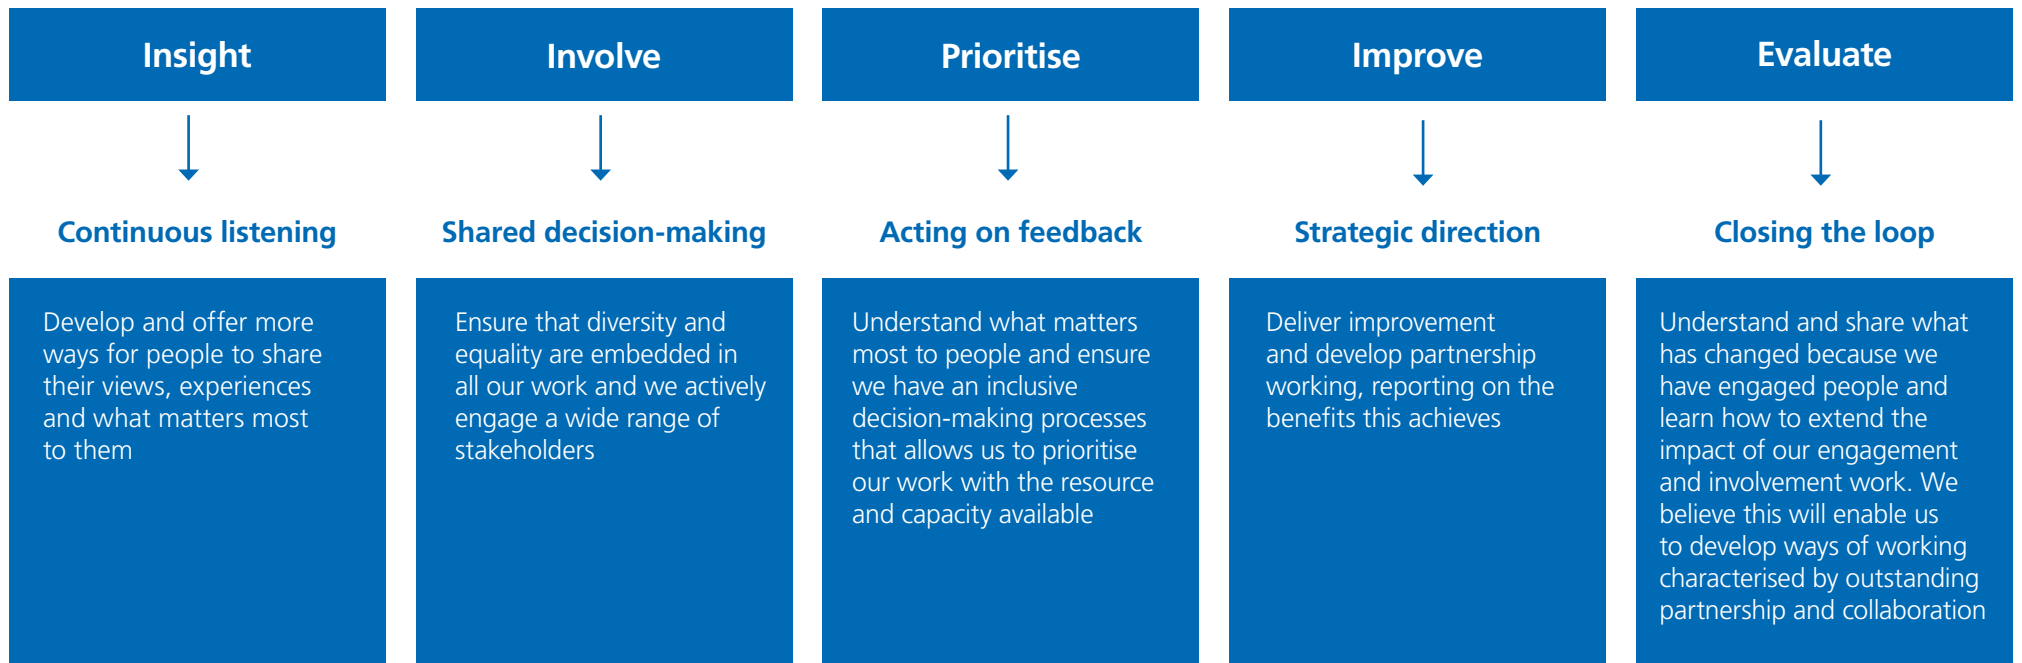 Insight
Continuous listening
Develop and offer more
ways for people to share
their views, experiences
and what matters most
to them
Involve
Shared decision-making
Ensure that diversity and
equality are embedded in
all our work and we actively
engage a wide range of
stakeholders
Prioritise
Acting on feedback
Understand what matters
most to people and ensure
we have an inclusive
decision-making processes
that allows us to prioritise
our work with the resource
and capacity available
Improve
Strategic direction
Deliver improvement
and develop partnership
working, reporting on the
benefits this achieves
Evaluate
Closing the loop
Understand and share what
has changed because we
have engaged people and
learn how to extend the
impact of our engagement
and involvement work. We
believe this will enable us
to develop ways of working
characterised by outstanding
partnership and collaboration